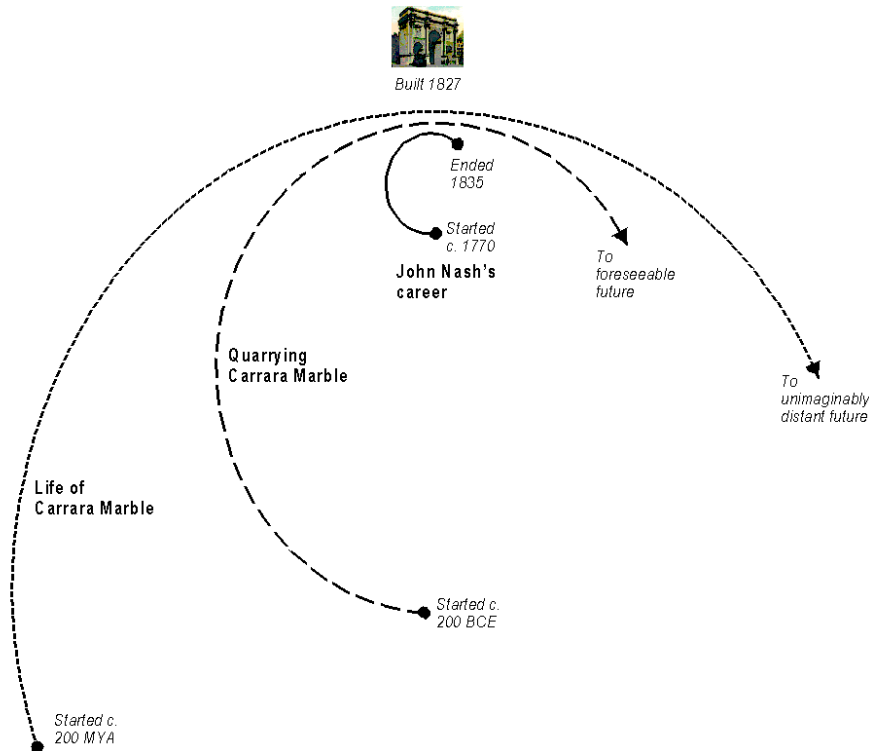 Built 1827
Ended
1835
Started
c. 1770
John Nash's
career
To
foreseeable
future
Quarrying
Carrara Marble
To
unimaginably
distant future
Life of
Carrara Marble
Started c.
200 BCE
Started c.
200 MYA